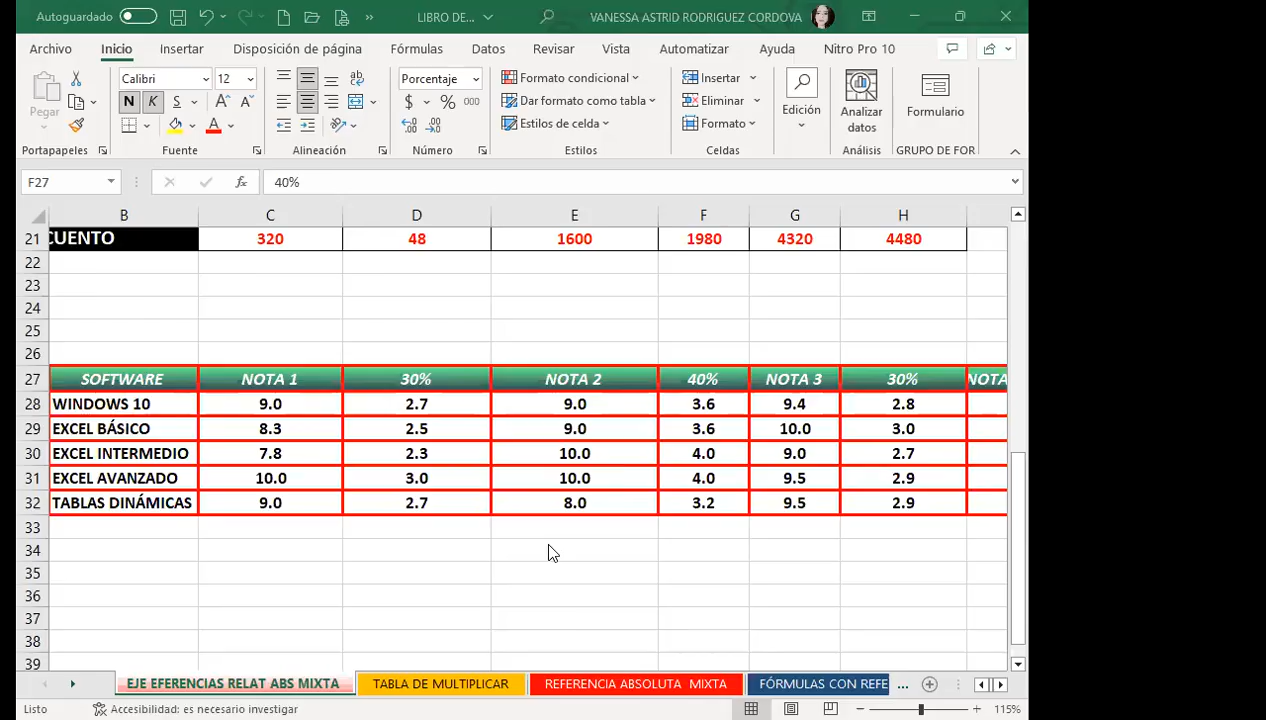 Autoguardado LIBRO DE... VANESSA ASTRID RODRIGUEZ CORDOVA
Archivo Inicio Insertar Disposición de página Fórmulas Datos Revisar Vista Automatizar Ayuda Nitro Pro 10
Pegar Calibri 12 Porcentaje Formato condicional Insertar
N K S A A $ % 000 Dar formato como tabla Eliminar Edición Analizar datos Formulario
A Estilos de celda Formato
Portapapeles Fuente Alineación Número Estilos Celdas Análisis GRUPO DE FOR
F27 fx 40%
B C D E F G H
21 CUENTO 320 48 1600 1980 4320 4480
22
23
24
25
26
27 SOFTWARE NOTA 1 30% NOTA 2 40% NOTA 3 30% NOTA
28 WINDOWS 10 9.0 2.7 9.0 3.6 9.4 2.8
29 EXCEL BÁSICO 8.3 2.5 9.0 3.6 10.0 3.0
30 EXCEL INTERMEDIO 7.8 2.3 10.0 4.0 9.0 2.7
31 EXCEL AVANZADO 10.0 3.0 10.0 4.0 9.5 2.9
32 TABLAS DINÁMICAS 9.0 2.7 8.0 3.2 9.5 2.9
33
34
35
36
37
38
39
EJE EFERENCIAS RELAT ABS MIXTA TABLA DE MULTIPLICAR REFERENCIA ABSOLUTA MIXTA FÓRMULAS CON REFE ...
Listo Accesibilidad: es necesario investigar 115%